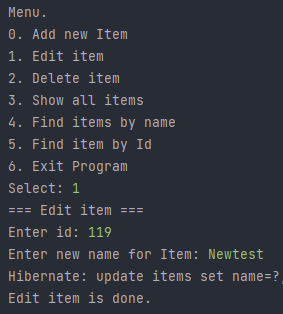 Menu.
0. Add new Item
1. Edit item
2. Delete item
3. Show all items
4. Find items by name
5. Find item by Id
6. Exit Program
Select: 1
=== Edit item ===
Enter id: 119
Enter new name for Item: Newtest
Hibernate: update items set name=?,
Edit item is done.